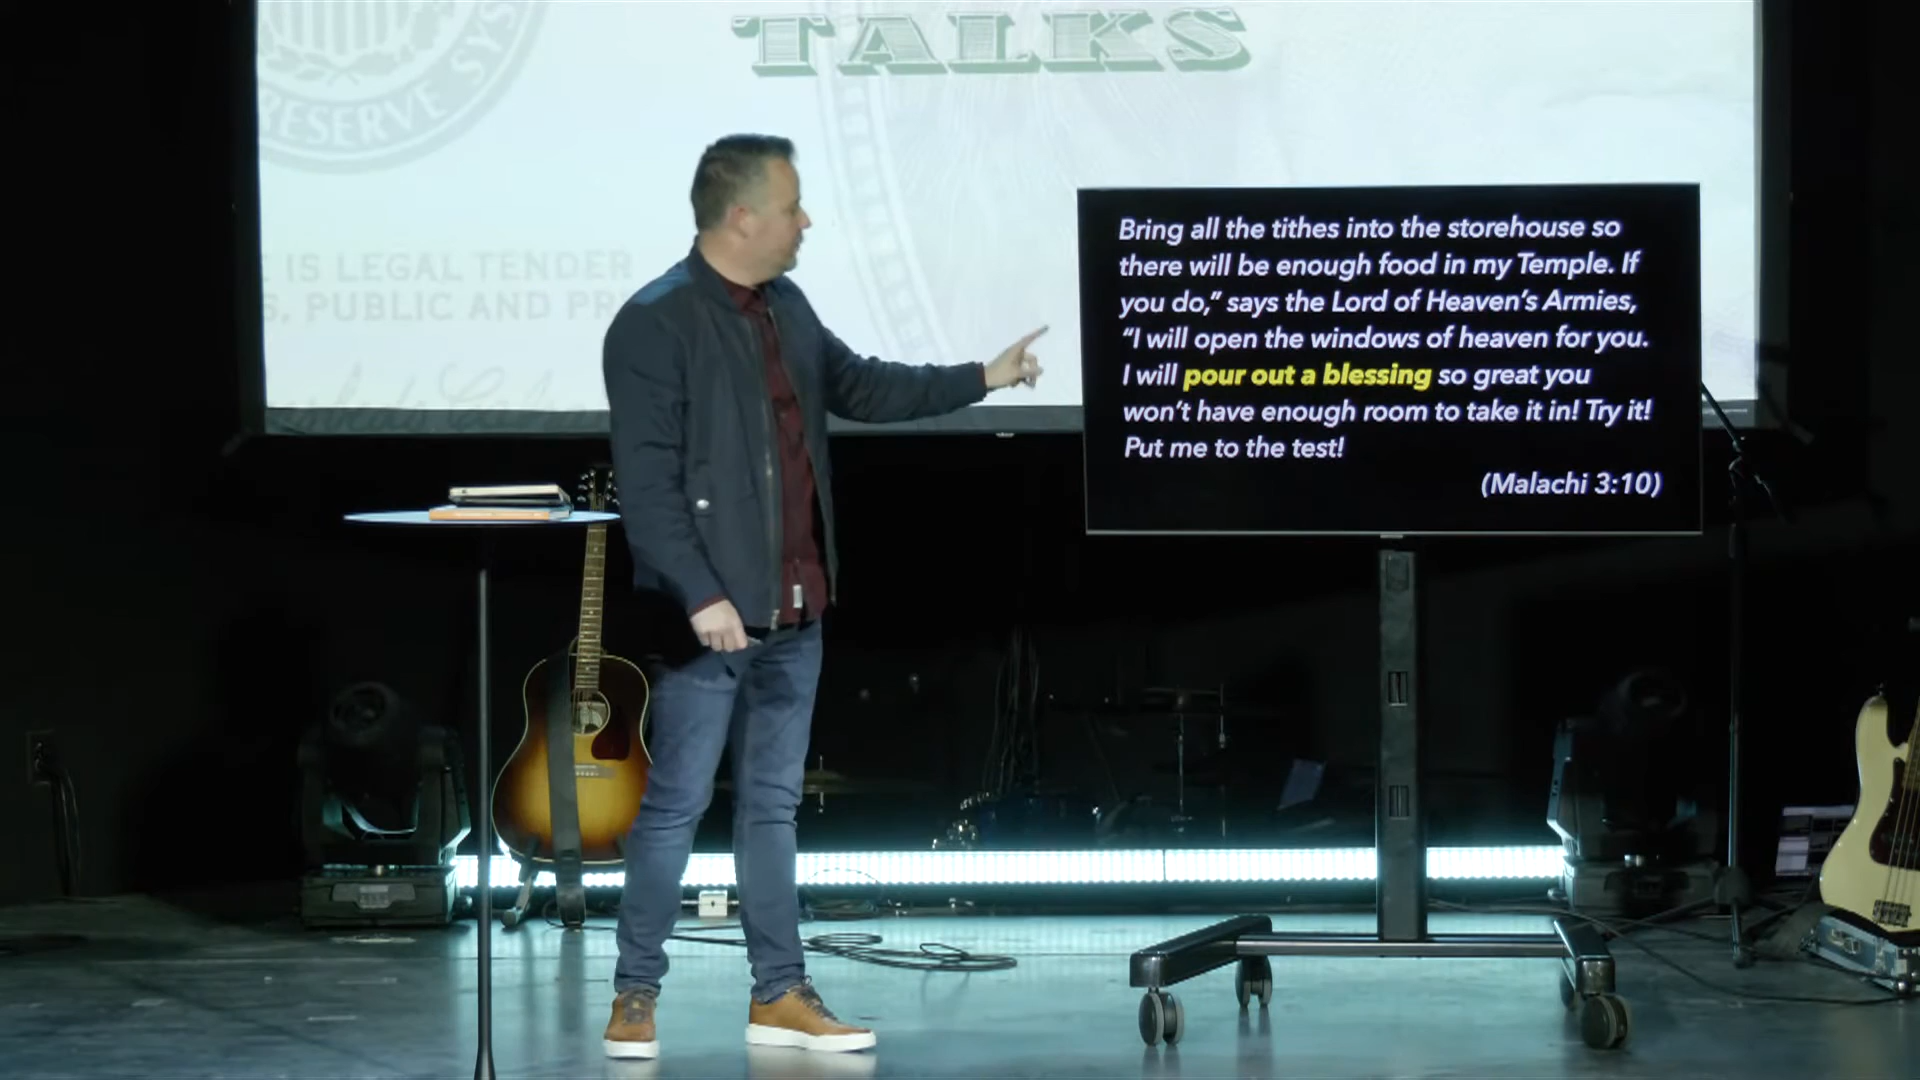 TALKS
RESERVE SYS
E IS LEGAL TENDER
S, PUBLIC AND PR
Bring all the tithes into the storehouse so
there will be enough food in my Temple. If
you do,” says the Lord of Heaven’s Armies,
“I will open the windows of heaven for you.
I will pour out a blessing so great you
won’t have enough room to take it in! Try it!
Put me to the test!
(Malachi 3:10)